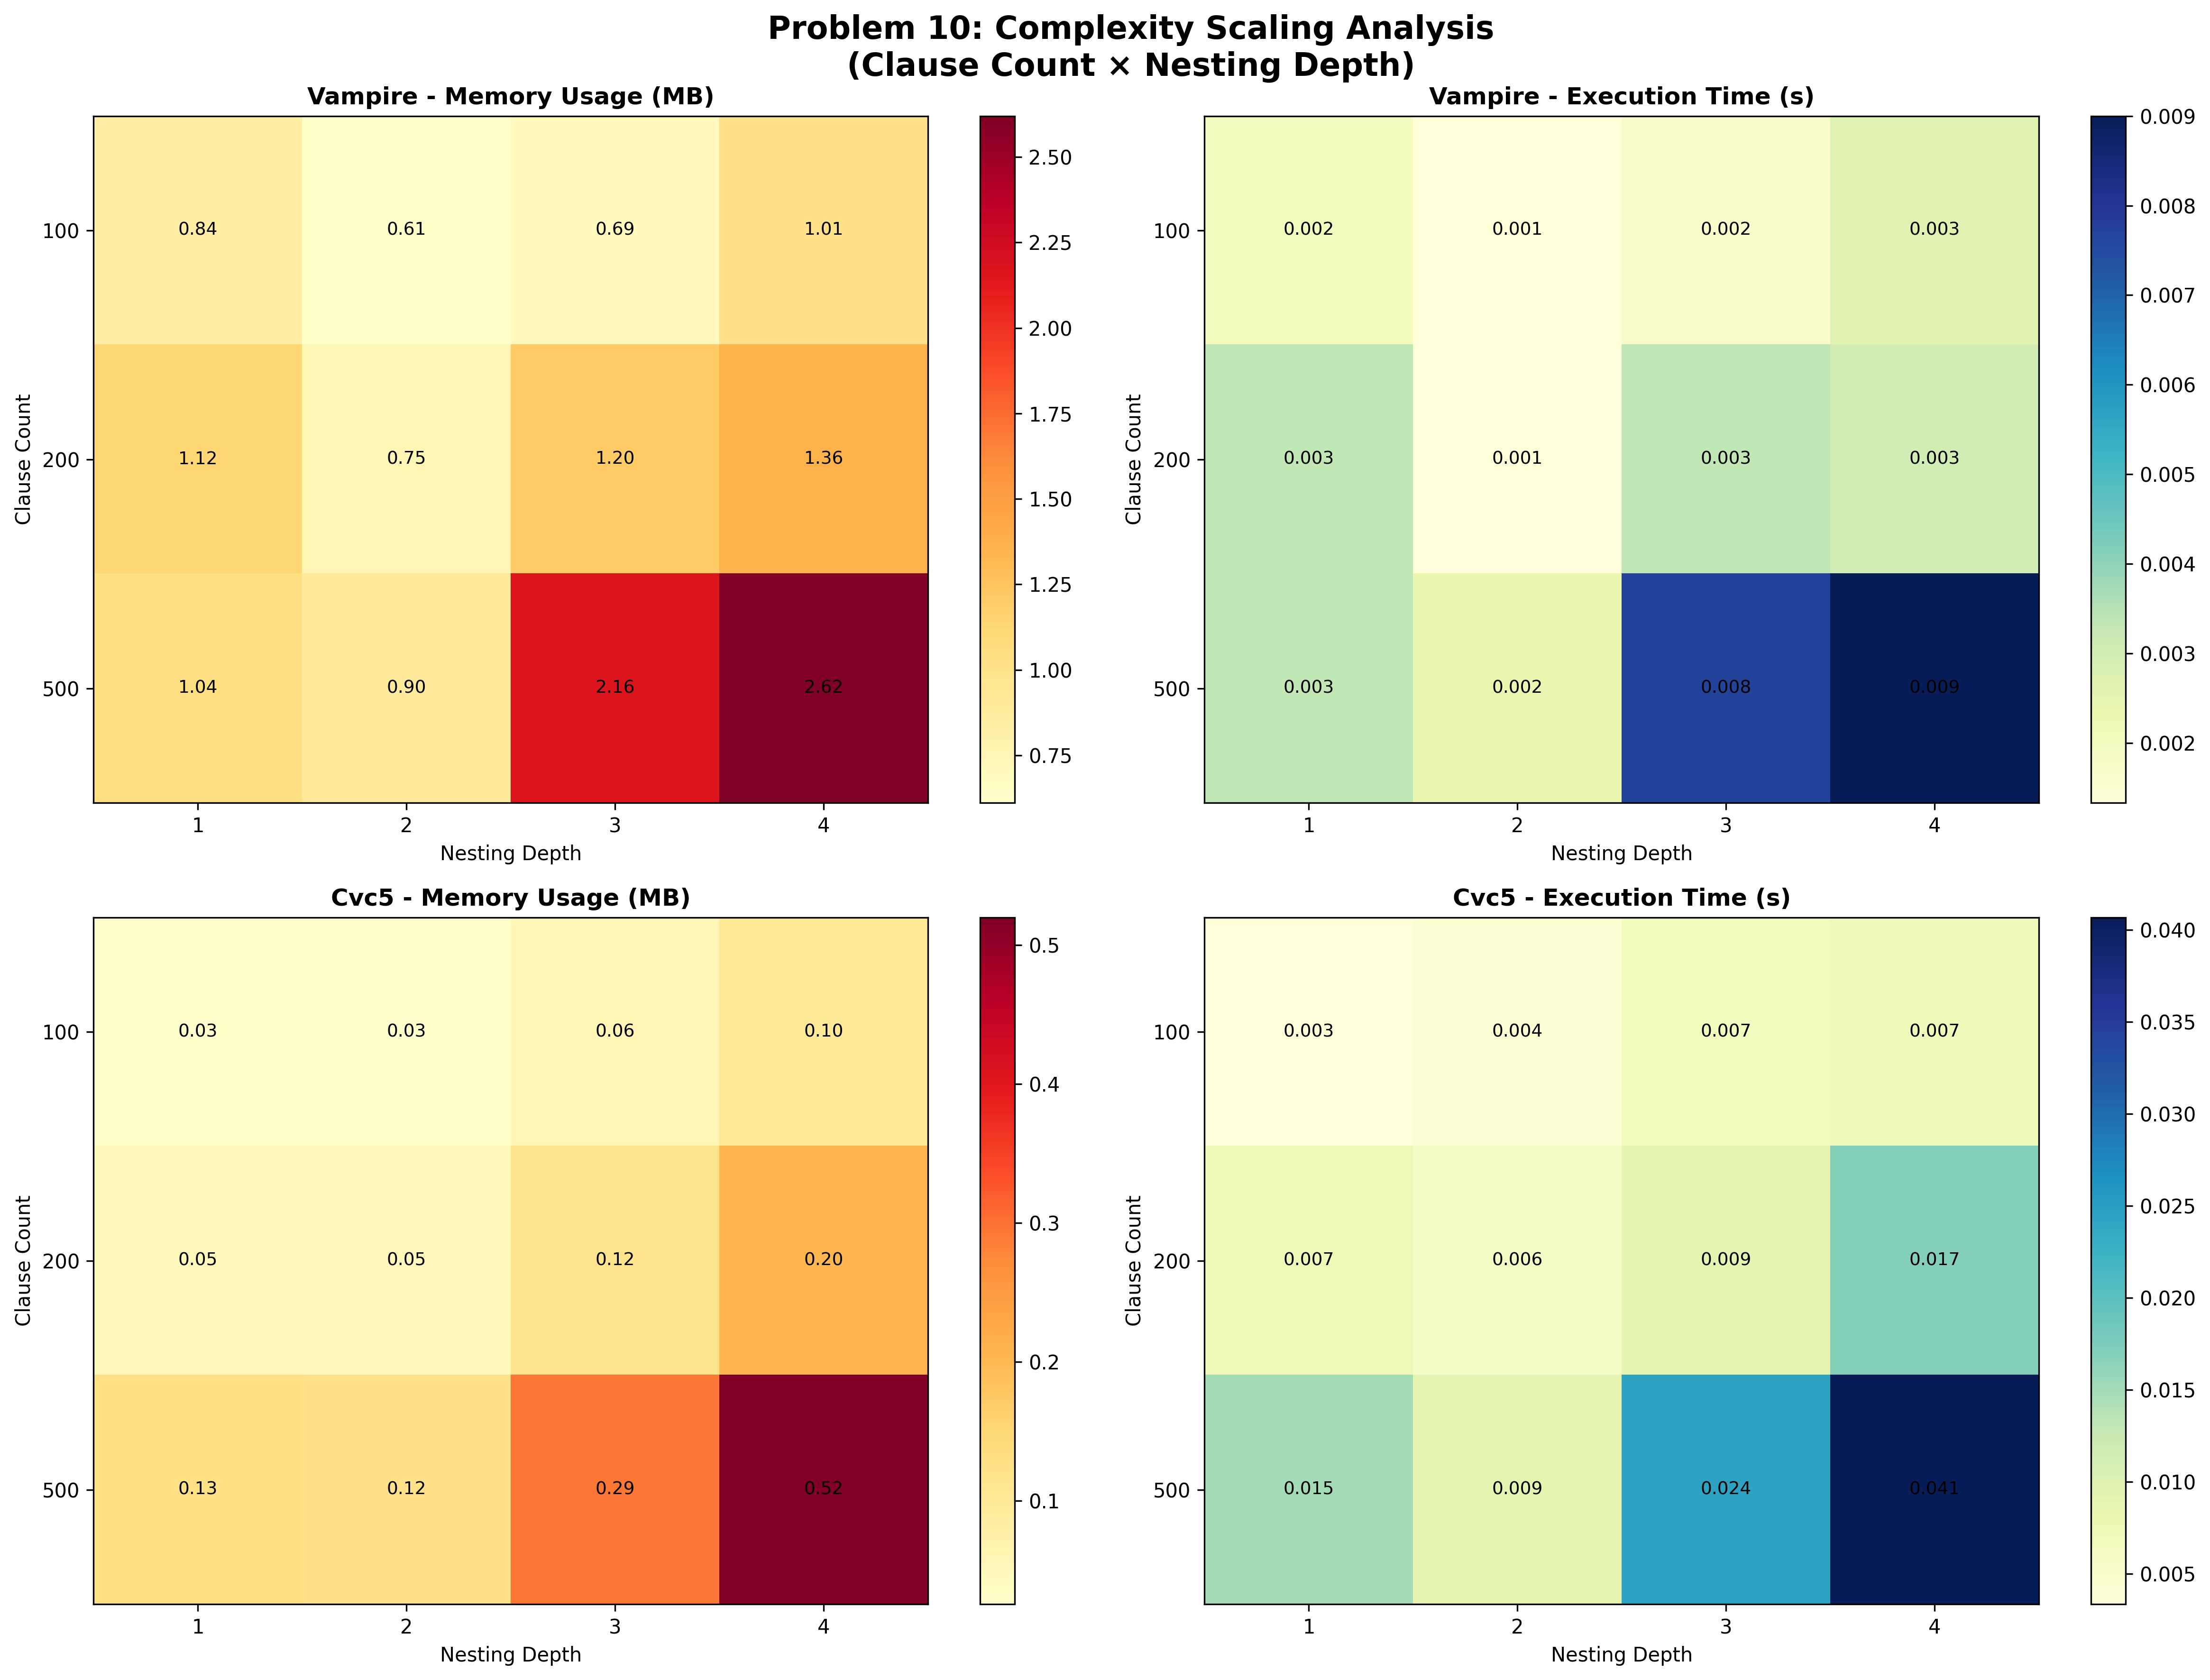 Problem 10: Complexity Scaling Analysis
(Clause Count × Nesting Depth)
Vampire - Memory Usage (MB)
Clause Count
100
200
500
0.84 0.61 0.69 1.01
1.12 0.75 1.20 1.36
1.04 0.90 2.16 2.62
1 2 3 4
Nesting Depth
2.50
2.25
2.00
1.75
1.50
1.25
1.00
0.75
Vampire - Execution Time (s)
Clause Count
100
200
500
0.002 0.001 0.002 0.003
0.003 0.001 0.003 0.003
0.003 0.002 0.008 0.009
1 2 3 4
Nesting Depth
0.009
0.008
0.007
0.006
0.005
0.004
0.003
0.002
Cvc5 - Memory Usage (MB)
Clause Count
100
200
500
0.03 0.03 0.06 0.10
0.05 0.05 0.12 0.20
0.13 0.12 0.29 0.52
1 2 3 4
Nesting Depth
0.5
0.4
0.3
0.2
0.1
Cvc5 - Execution Time (s)
Clause Count
100
200
500
0.003 0.004 0.007 0.007
0.007 0.006 0.009 0.017
0.015 0.009 0.024 0.041
1 2 3 4
Nesting Depth
0.040
0.035
0.030
0.025
0.020
0.015
0.010
0.005